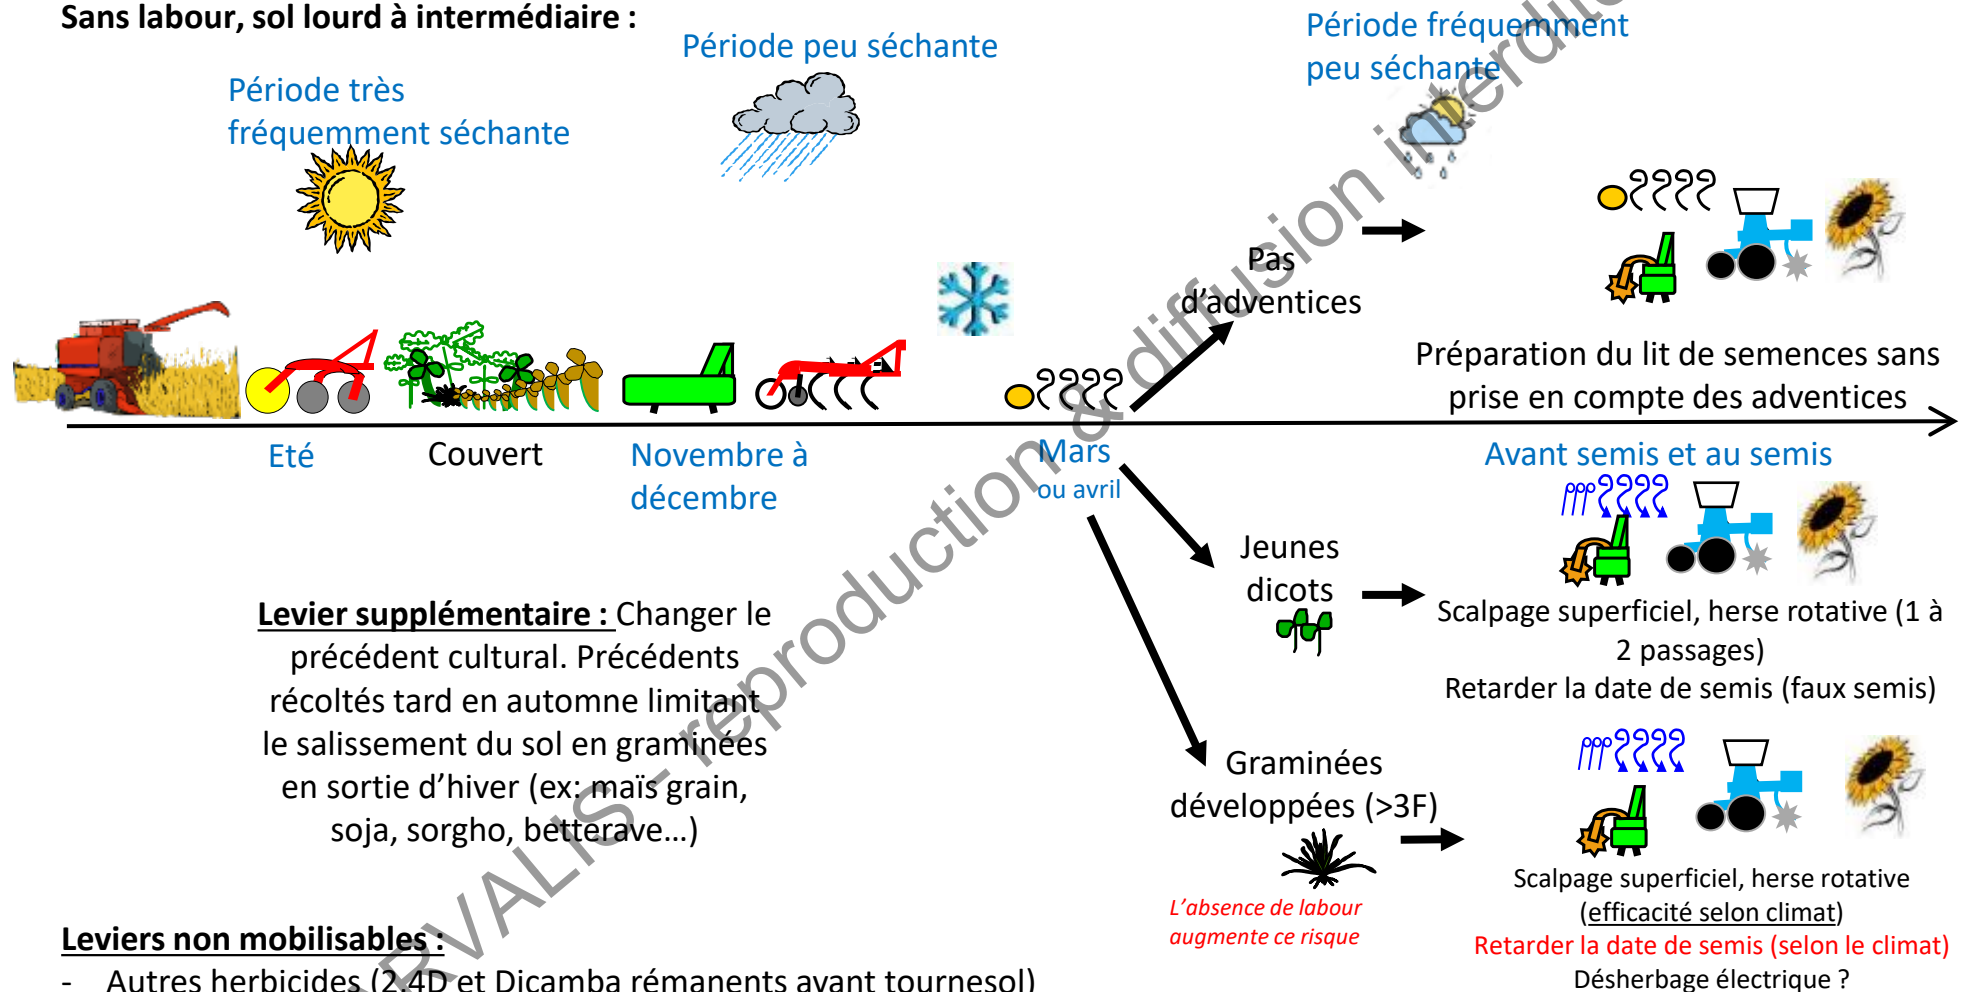 Sans labour, sol lourd à intermédiaire :
Période très
fréquemment séchante
Période peu séchante
Période fréquemment
peu séchante
Pas
d'adventices
Préparation du lit de semences sans
prise en compte des adventices
Eté
Couvert
Novembre à
décembre
Mars
ou avril
Avant semis et au semis
Jeunes
dicots
Scalpage superficiel, herse rotative (1 à
2 passages)
Retarder la date de semis (faux semis)
Levier supplémentaire : Changer le
précédent cultural. Précédents
récoltés tard en automne limitant
le salissement du sol en graminées
en sortie d'hiver (ex: maïs grain,
soja, sorgho, betterave…)
Graminées
développées (>3F)
L'absence de labour
augmente ce risque
Scalpage superficiel, herse rotative
(efficacité selon climat)
Retarder la date de semis (selon le climat)
Désherbage électrique ?
Leviers non mobilisables :
- Autres herbicides (2,4D et Dicamba rémanents avant tournesol)
RVALIS - reproduction & diffusion interdite